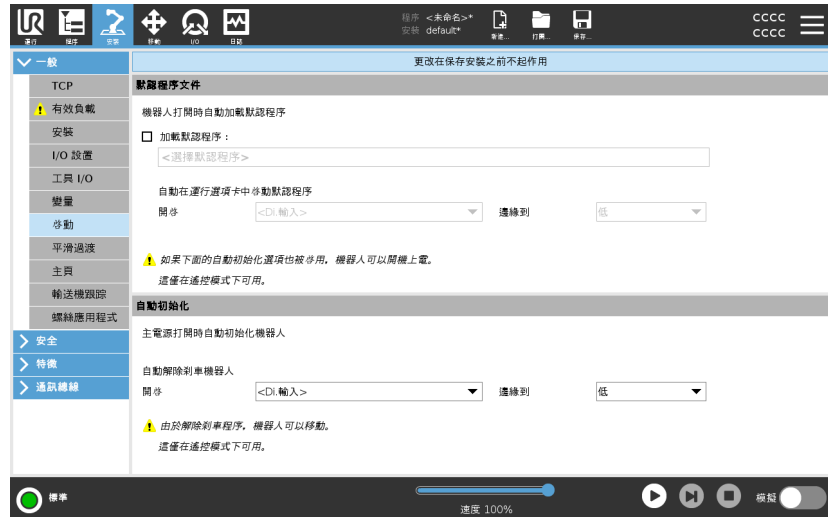 UR
運行
程序
安裝
移動
I/O
日誌
程序 <未命名>*
安裝 default*
新建...
打開...
保存...
CCCC
CCCC
一般
更改在保存安裝之前不起作用
TCP
有效負載
安裝
I/O 設置
工具 I/O
變量
啓動
平滑過渡
主頁
輸送機跟踪
螺絲應用程式
安全
特徵
通訊總線
默認程序文件
機器人打開時自動加載默認程序
加載默認程序：
<選擇默認程序>
自動在運行選項卡中啓動默認程序
開啓 <Di.輸入> 邊緣到 低
如果下面的自動初始化選項也被啓用，機器人可以開機上電。
這僅在遙控模式下可用。
自動初始化
主電源打開時自動初始化機器人
自動解除剎車機器人
開啓 <Di.輸入> 邊緣到 低
由於解除剎車程序，機器人可以移動。
這僅在遙控模式下可用。
標準
速度 100%
模擬